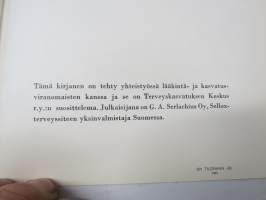 Tämä kirjanen on tehty yhteistyössä lääkintä- ja kasvatus-
viranomaisten kanssa ja se on Terveyskasvatuksen Keskus
r.y.:n suosittelema. Julkaisijana on G. A. Serlachius Oy, Sellox-
terveyssiteen yksinvalmistaja Suomessa.